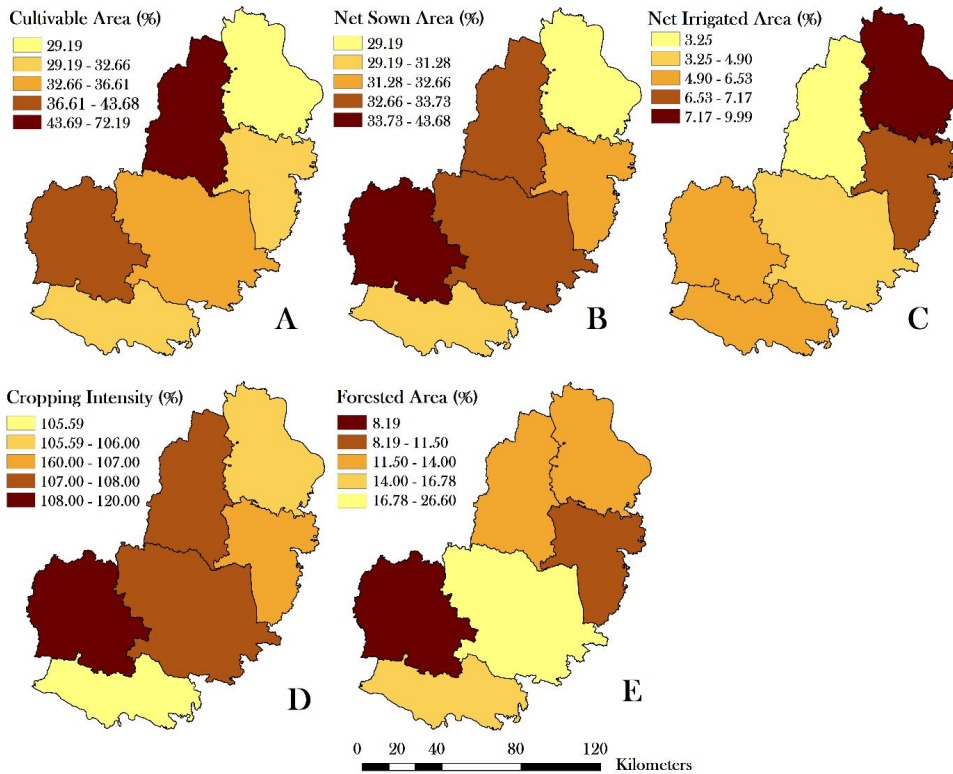 Cultivable Area (%)
29.19
29.19 - 32.66
32.66 - 36.61
36.61 - 43.68
43.69 - 72.19
A
Net Sown Area (%)
29.19
29.19 - 31.28
31.28 - 32.66
32.66 - 33.73
33.73 - 43.68
B
Net Irrigated Area (%)
3.25
3.25 - 4.90
4.90 - 6.53
6.53 - 7.17
7.17 - 9.99
C
Cropping Intensity (%)
105.59
105.59 - 106.00
160.00 - 107.00
107.00 - 108.00
108.00 - 120.00
D
Forested Area (%)
8.19
8.19 - 11.50
11.50 - 14.00
14.00 - 16.78
16.78 - 26.60
E
0 20 40 80 120
Kilometers